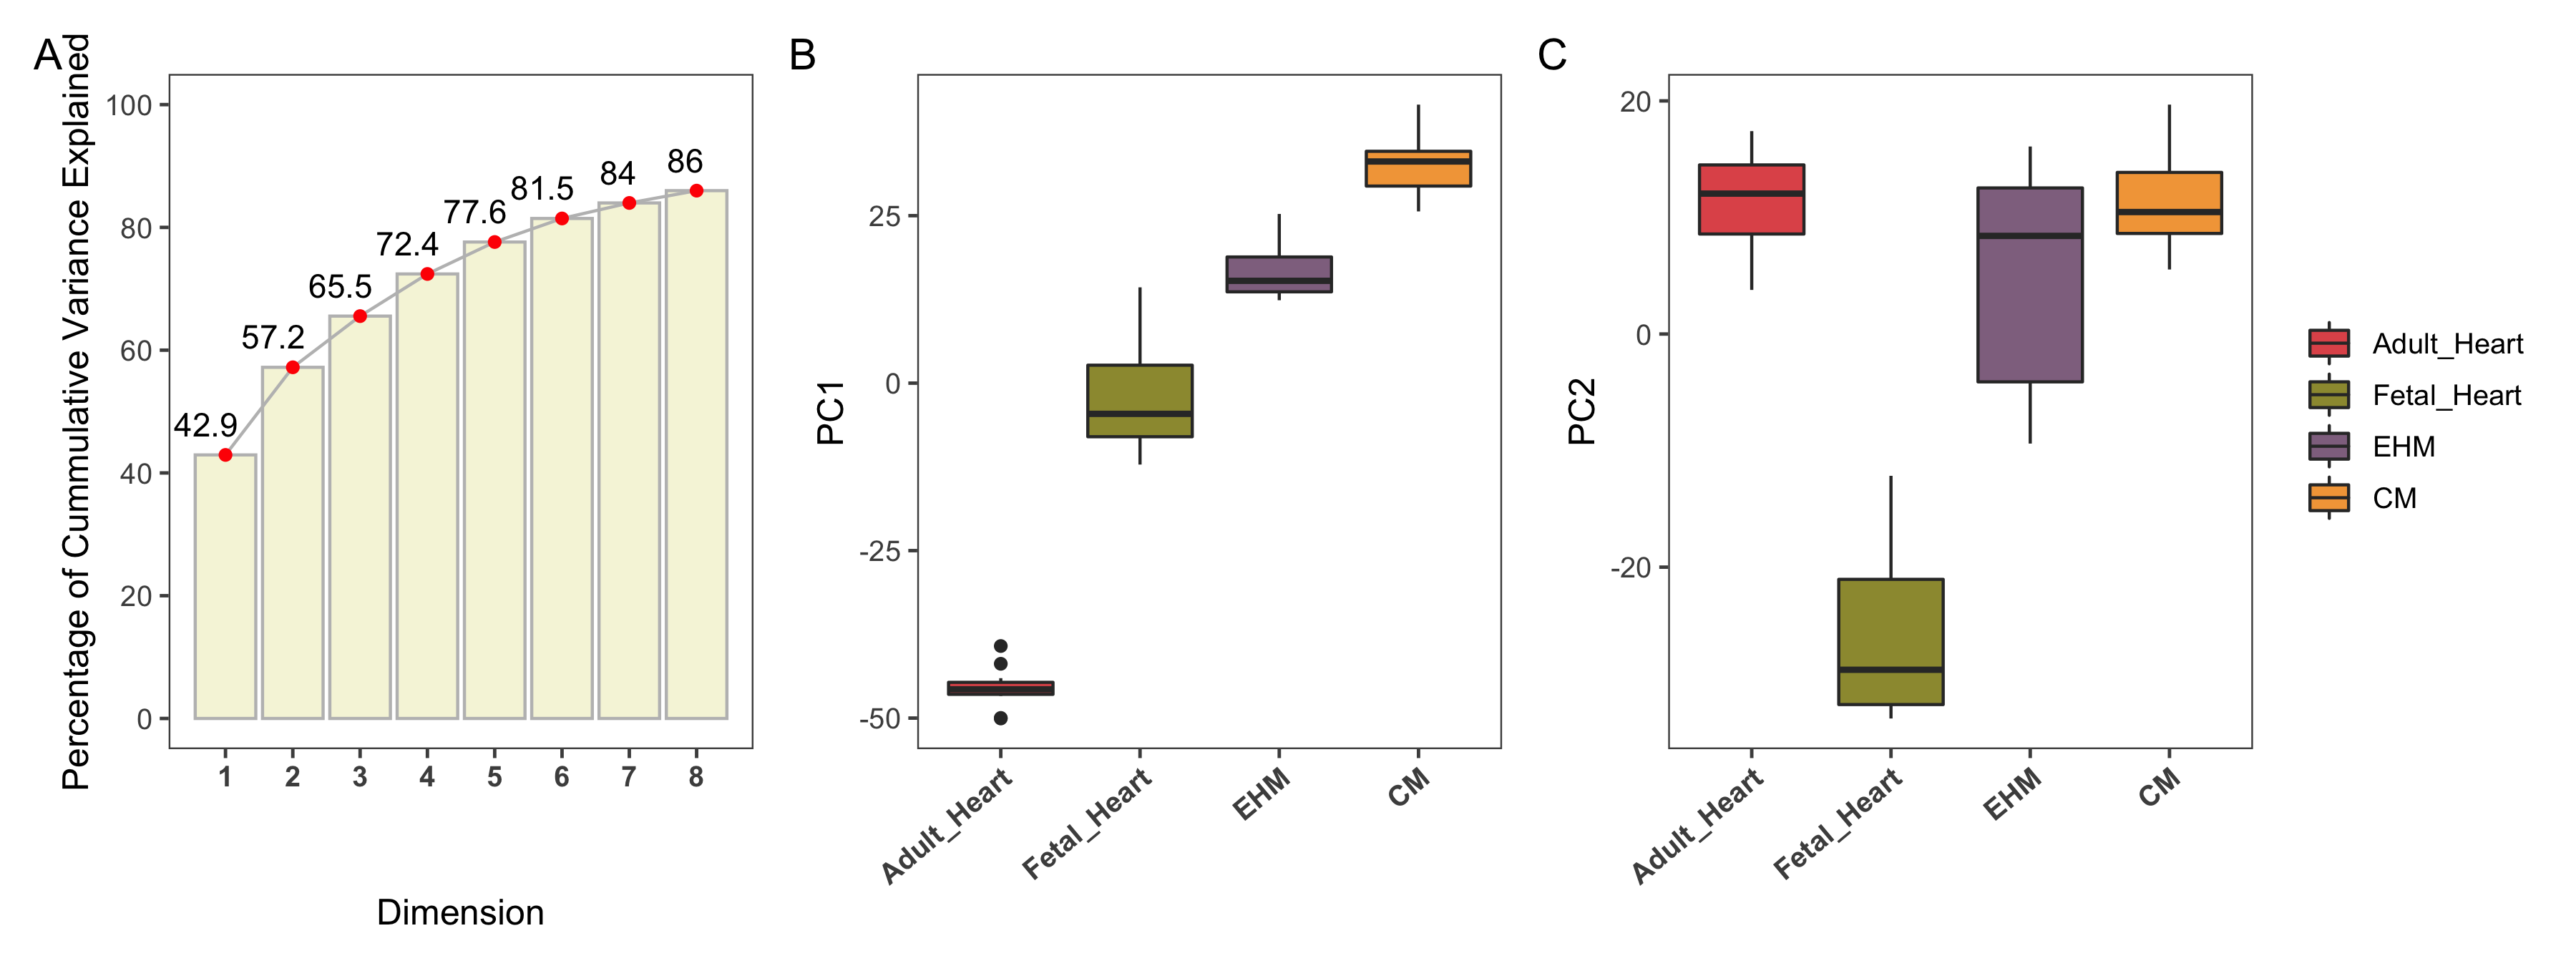 A
Percentage of Cummulative Variance Explained
100
80
60
40
20
0
42.9
57.2
65.5
72.4
77.6
81.5
84
86
1 2 3 4 5 6 7 8
Dimension
B
PC1
25
0
-25
-50
Adult_Heart
Fetal_Heart
EHM
CM
C
PC2
20
0
-20
Adult_Heart
Fetal_Heart
EHM
CM
Adult_Heart
Fetal_Heart
EHM
CM